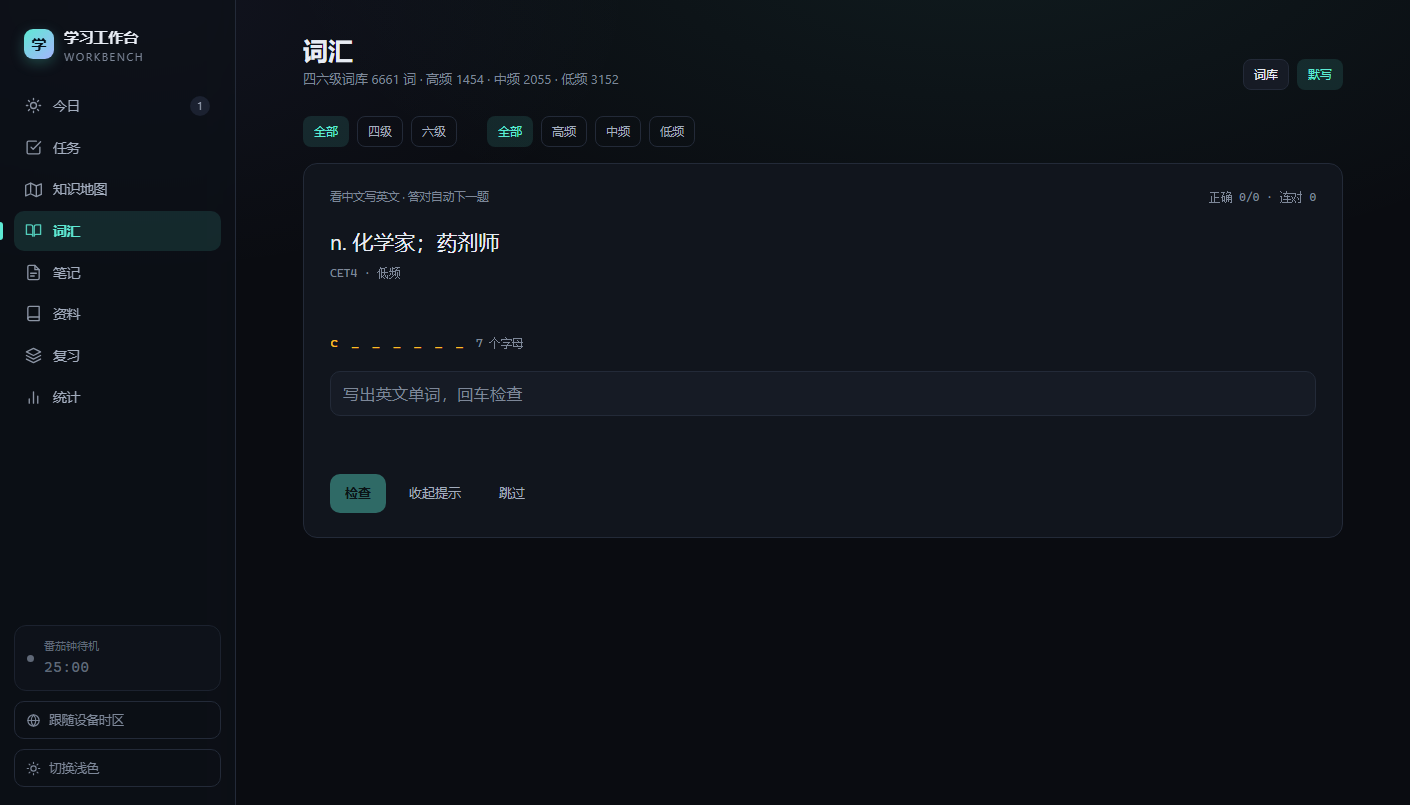 学
学习工作台
WORKBENCH
今日 1
任务
知识地图
词汇
笔记
资料
复习
统计
番茄钟待机
25:00
跟随设备时区
切换浅色
词汇
四六级词库 6661 词 · 高频 1454 · 中频 2055 · 低频 3152
词库 默写
全部 四级 六级 全部 高频 中频 低频
看中文写英文 · 答对自动下一题 正确 0/0 · 连对 0
n. 化学家；药剂师
CET4 · 低频
c _ _ _ _ _ _ 7 个字母
写出英文单词，回车检查
检查 收起提示 跳过